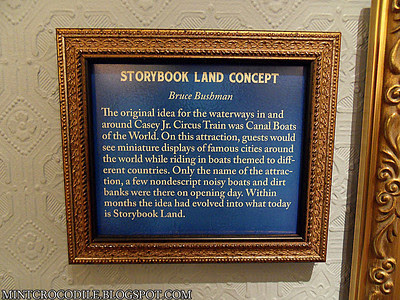 STORYBOOK LAND CONCEPT
Bruce Bushman
The original idea for the waterways in and
around Casey Jr. Circus Train was Canal Boats
of the World. On this attraction, guests would
see miniature displays of famous cities around
the world while riding in boats themed to diff-
erent countries. Only the name of the attrac-
tion, a few nondescript noisy boats and dirt
banks were there on opening day. Within
months the idea had evolved into what today
is Storybook Land.
MINTCROCODILE.BLOGSPOT.COM